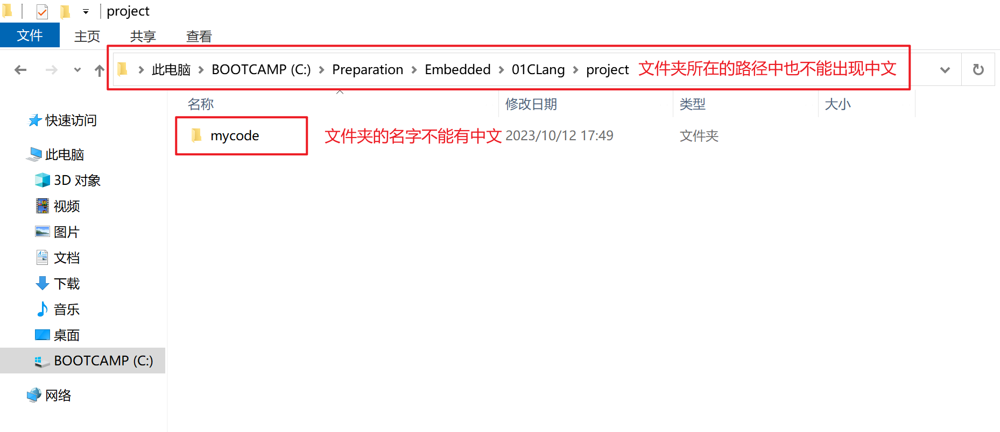 project
文件 主页 共享 查看
此电脑 BOOTCAMP (C:) Preparation Embedded 01CLang project 文件夹所在的路径中也不能出现中文
名称 修改日期 类型 大小
mycode 文件夹的名字不能有中文 2023/10/12 17:49 文件夹
快速访问
此电脑
3D 对象
视频
图片
文档
下载
音乐
桌面
BOOTCAMP (C:)
网络